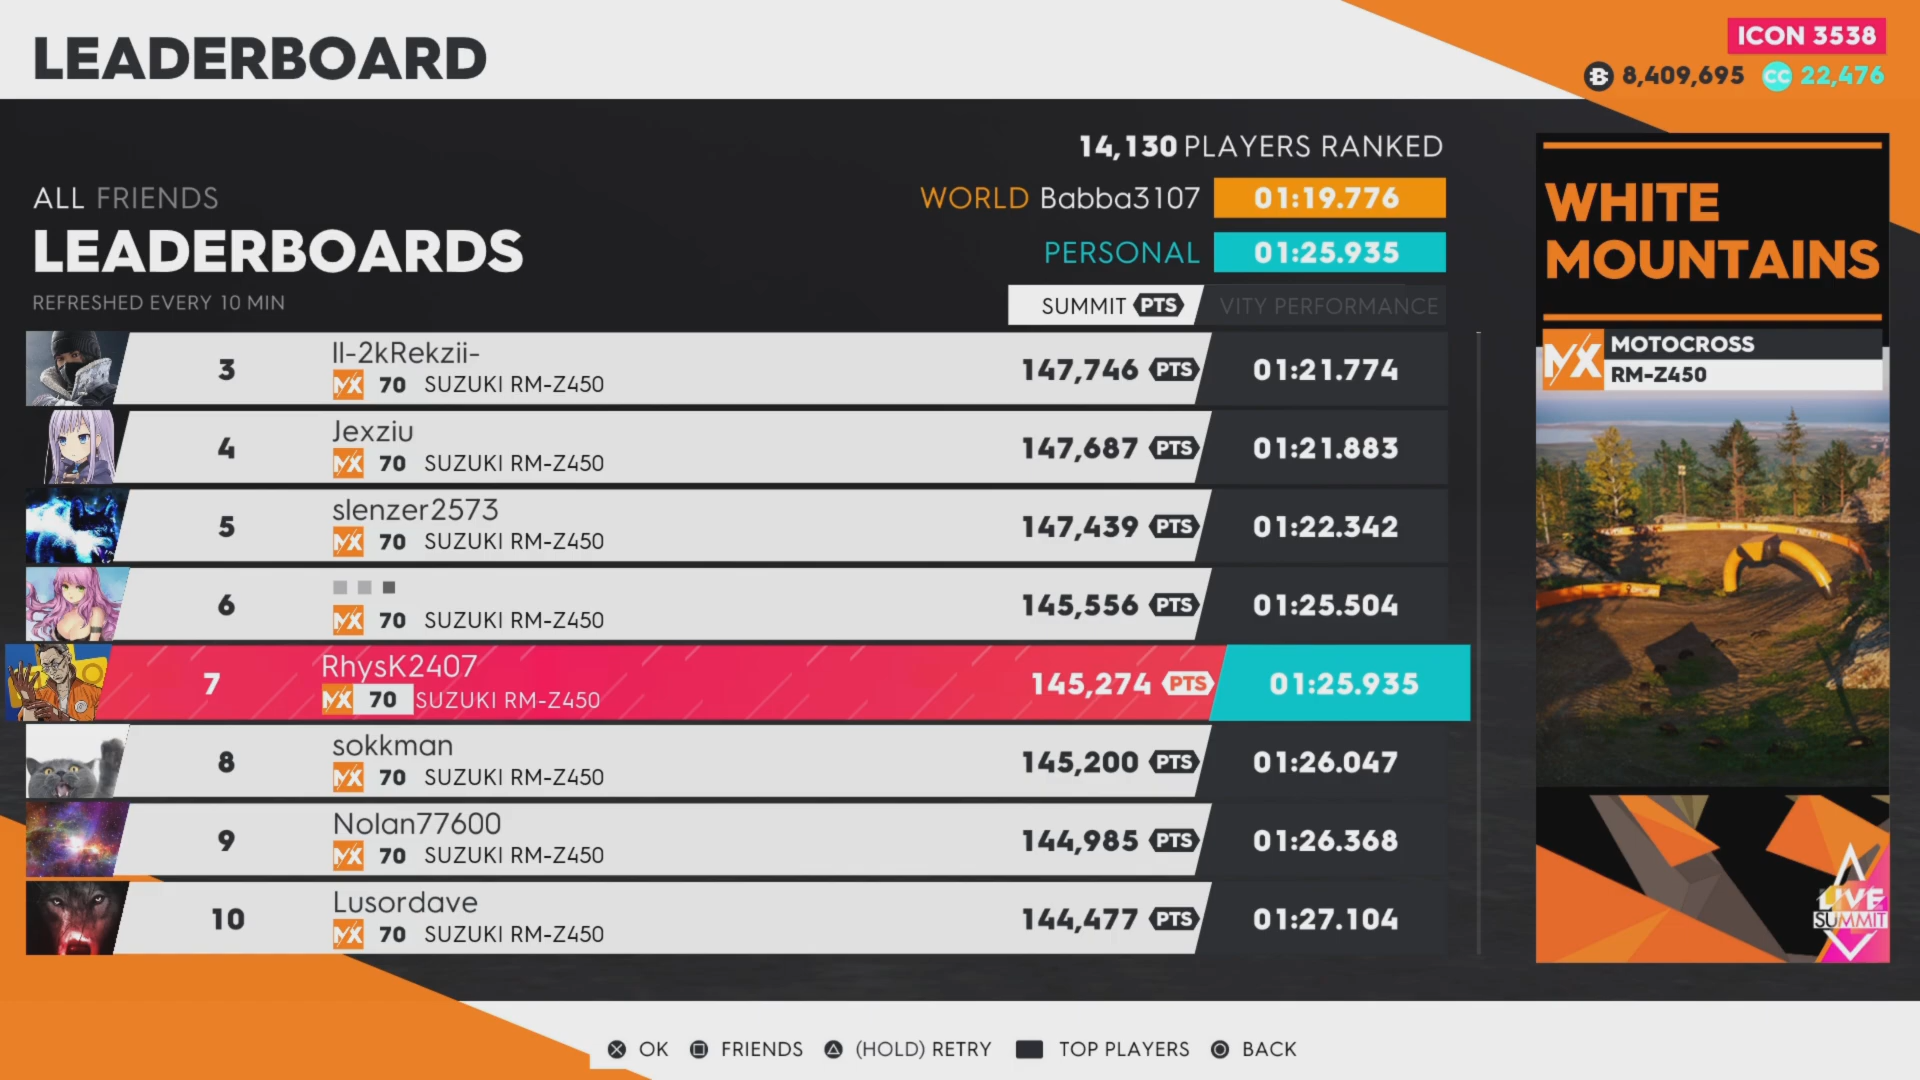 LEADERBOARD
ICON 3538
8,409,695 CC 22,476
14,130 PLAYERS RANKED
ALL FRIENDS
LEADERBOARDS
REFRESHED EVERY 10 MIN
WORLD Babba3107 01:19.776
PERSONAL 01:25.935
SUMMIT PTS VITY PERFORMANCE
3 ll-2kRekzii- 147,746 PTS 01:21.774
MX 70 SUZUKI RM-Z450
4 Jexziu 147,687 PTS 01:21.883
MX 70 SUZUKI RM-Z450
5 slenzer2573 147,439 PTS 01:22.342
MX 70 SUZUKI RM-Z450
6 145,556 PTS 01:25.504
MX 70 SUZUKI RM-Z450
7 RhysK2407 145,274 PTS 01:25.935
MX 70 SUZUKI RM-Z450
8 sokkman 145,200 PTS 01:26.047
MX 70 SUZUKI RM-Z450
9 Nolan77600 144,985 PTS 01:26.368
MX 70 SUZUKI RM-Z450
10 Lusordave 144,477 PTS 01:27.104
MX 70 SUZUKI RM-Z450
WHITE
MOUNTAINS
MX MOTOCROSS
RM-Z450
LIVE
SUMMIT
OK FRIENDS (HOLD) RETRY TOP PLAYERS BACK